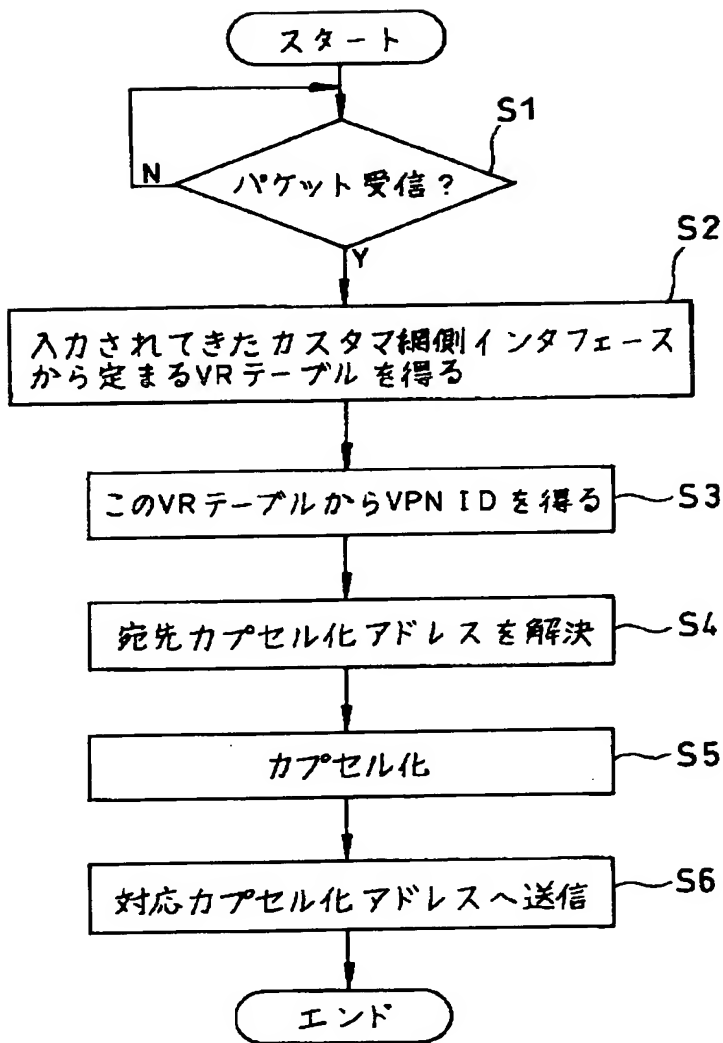 スタート
S1
パケット受信?
N
Y
S2
入力されてきたカスタマ網側インタフェース
から定まるVRテーブルを得る
このVRテーブルからVPN IDを得る
S3
宛先カプセル化アドレスを解決
S4
カプセル化
S5
対応カプセル化アドレスへ送信
S6
エンド